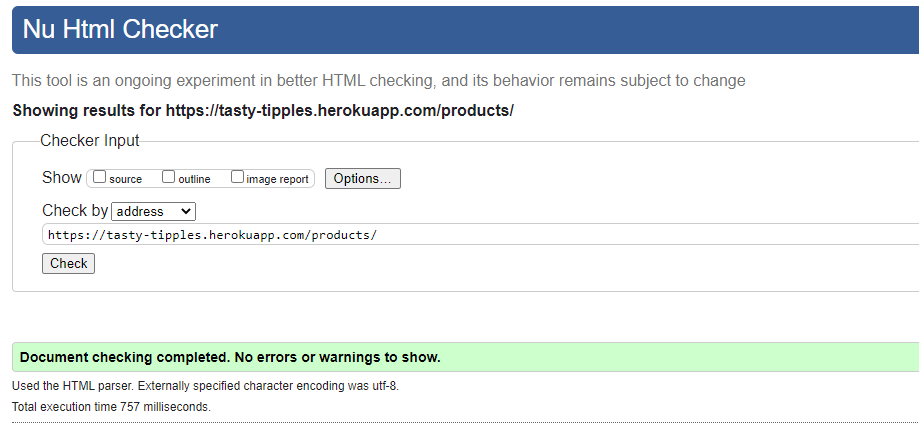 Nu Html Checker
This tool is an ongoing experiment in better HTML checking, and its behavior remains subject to change
Showing results for https://tasty-tipples.herokuapp.com/products/
Checker Input
Show source outline image report Options...
Check by address
https://tasty-tipples.herokuapp.com/products/
Check
Document checking completed. No errors or warnings to show.
Used the HTML parser. Externally specified character encoding was utf-8.
Total execution time 757 milliseconds.